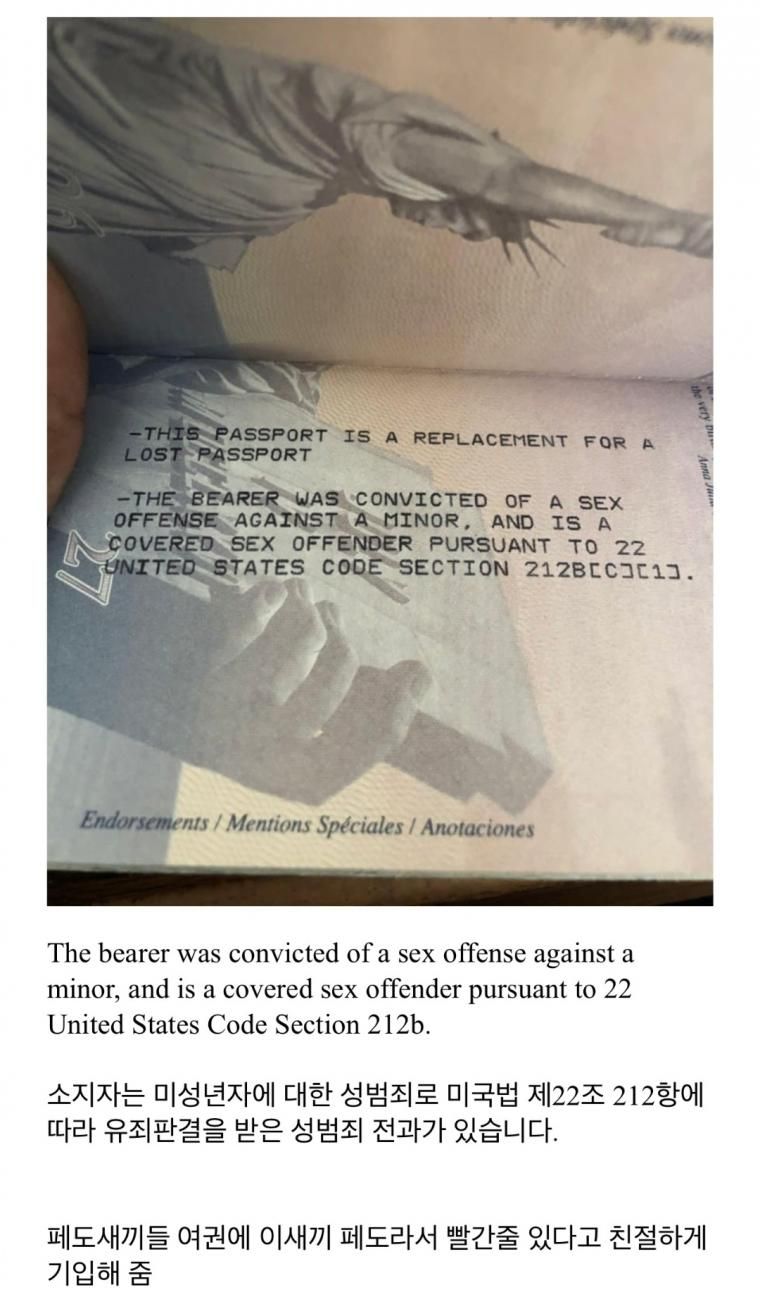 -THIS PASSPORT IS A REPLACEMENT FOR A
LOST PASSPORT
-THE BEARER WAS CONVICTED OF A SEX
OFFENSE AGAINST A MINOR, AND IS A
COVERED SEX OFFENDER PURSUANT TO 22
UNITED STATES CODE SECTION 212B[C][1].
27
the very
Anna
Endorsements / Mentions Spéciales / Anotaciones
The bearer was convicted of a sex offense against a
minor, and is a covered sex offender pursuant to 22
United States Code Section 212b.
소지자는 미성년자에 대한 성범죄로 미국법 제22조 212항에
따라 유죄판결을 받은 성범죄 전과가 있습니다.
페도새끼들 여권에 이새끼 페도라서 빨간줄 있다고 친절하게
기입해 줌